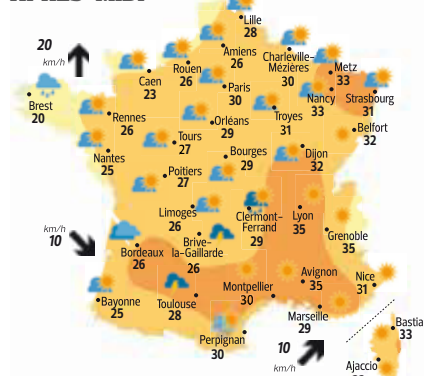 Lille
28
20
km/h
Amiens
26
Charleville-
Mézières
30
Rouen
26
Caen
23
Metz
33
Paris
30
Nancy
33
Strasbourg
31
Brest
20
Rennes
26
Orléans
29
Troyes
31
Belfort
32
Tours
27
Nantes
25
Bourges
29
Dijon
32
Poitiers
27
Limoges
26
Clermont-
Ferrand
29
Lyon
35
Grenoble
35
km/h
10
Bordeaux
26
Brive-
la-Gaillarde
26
Avignon
35
Nice
31
Montpellier
30
Bayonne
25
Toulouse
28
Marseille
29
Bastia
33
Perpignan
30
10
km/h
Ajaccio